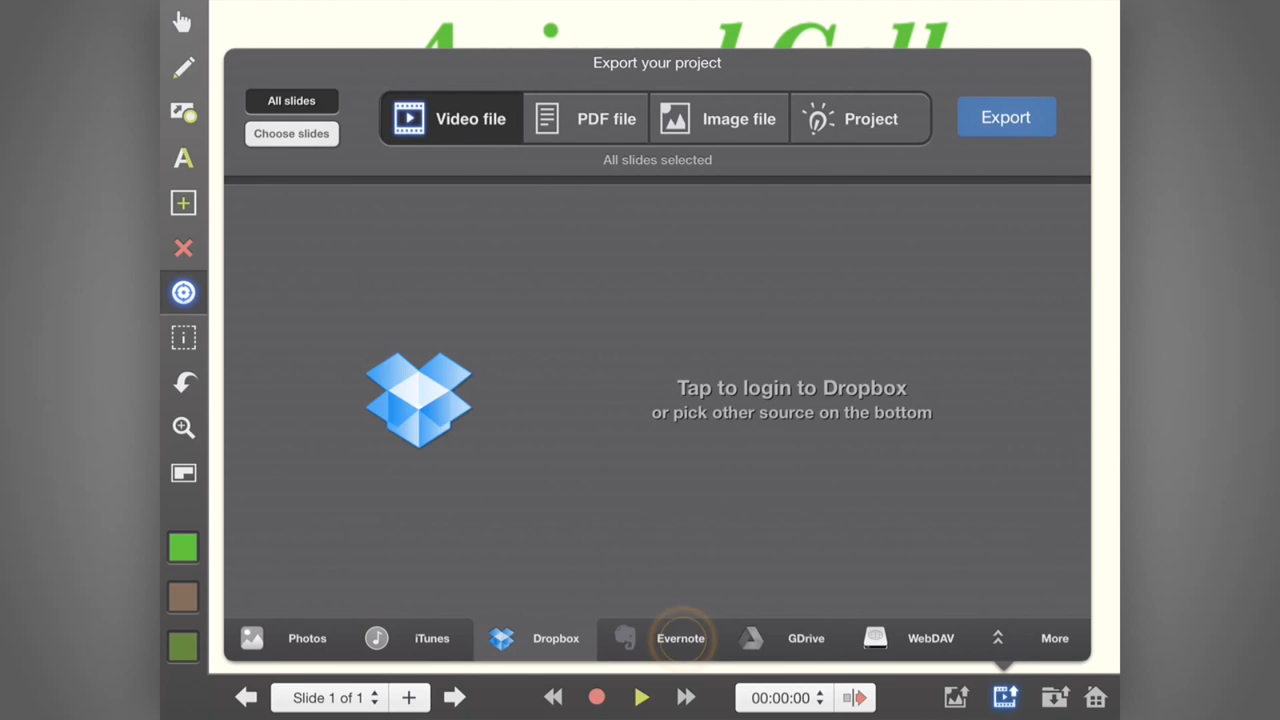 Export your project
All slides
Choose slides
Video file
PDF file
Image file
Project
Export
All slides selected
A
Tap to login to Dropbox
or pick other source on the bottom
Photos
iTunes
Dropbox
Evernote
GDrive
WebDAV
More
Slide 1 of 1
00:00:00